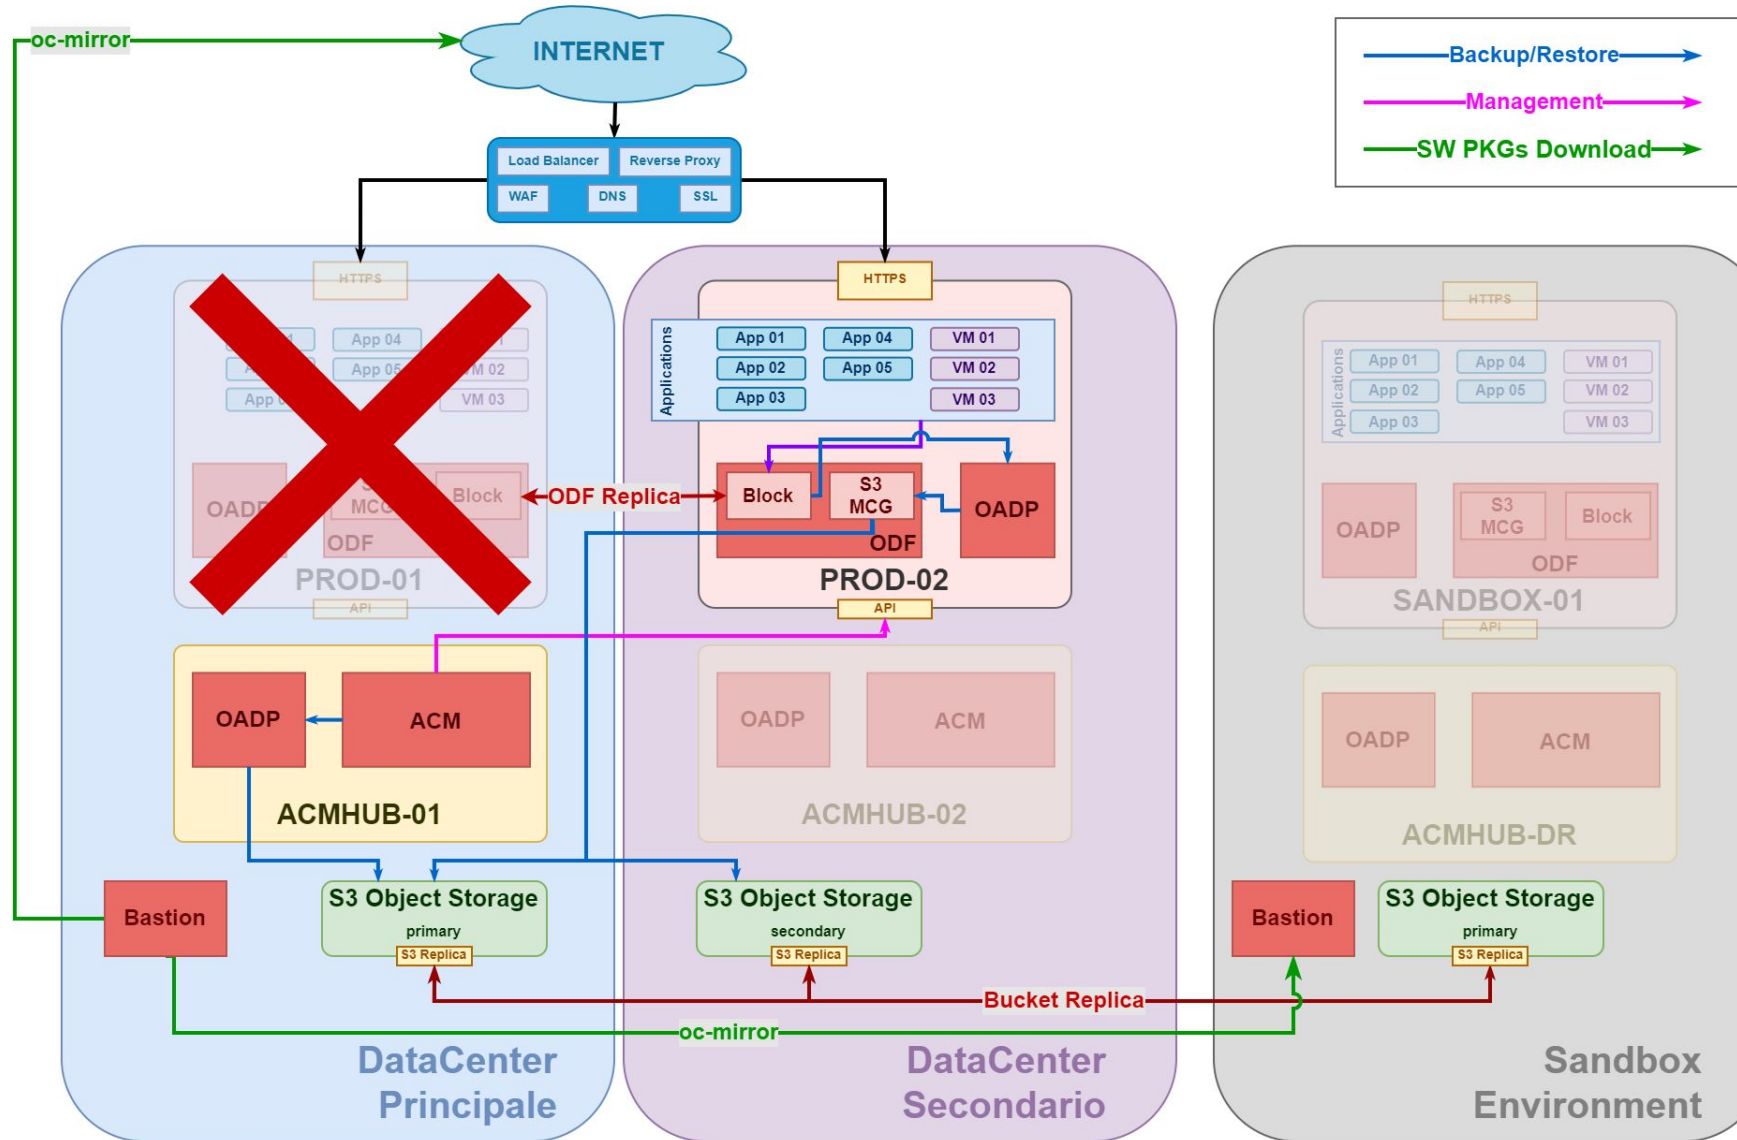 oc-mirror
INTERNET
Backup/Restore
Management
SW PKGs Download
Load Balancer
Reverse Proxy
WAF
DNS
SSL
HTTPS
App 04
App 05
VM 02
VM 03
OADP
S3
MCG
Block
ODF
PROD-01
API
ODF Replica
HTTPS
Applications
App 01
App 04
VM 01
App 02
App 05
VM 02
App 03
VM 03
Block
S3
MCG
ODF
OADP
PROD-02
API
HTTPS
Applications
App 01
App 04
VM 01
App 02
App 05
VM 02
App 03
VM 03
OADP
S3
MCG
Block
ODF
SANDBOX-01
API
OADP
ACM
ACMHUB-01
OADP
ACM
ACMHUB-02
OADP
ACM
ACMHUB-DR
Bastion
S3 Object Storage
primary
S3 Replica
S3 Object Storage
secondary
S3 Replica
Bastion
S3 Object Storage
primary
S3 Replica
Bucket Replica
oc-mirror
DataCenter
Principale
DataCenter
Secondario
Sandbox
Environment